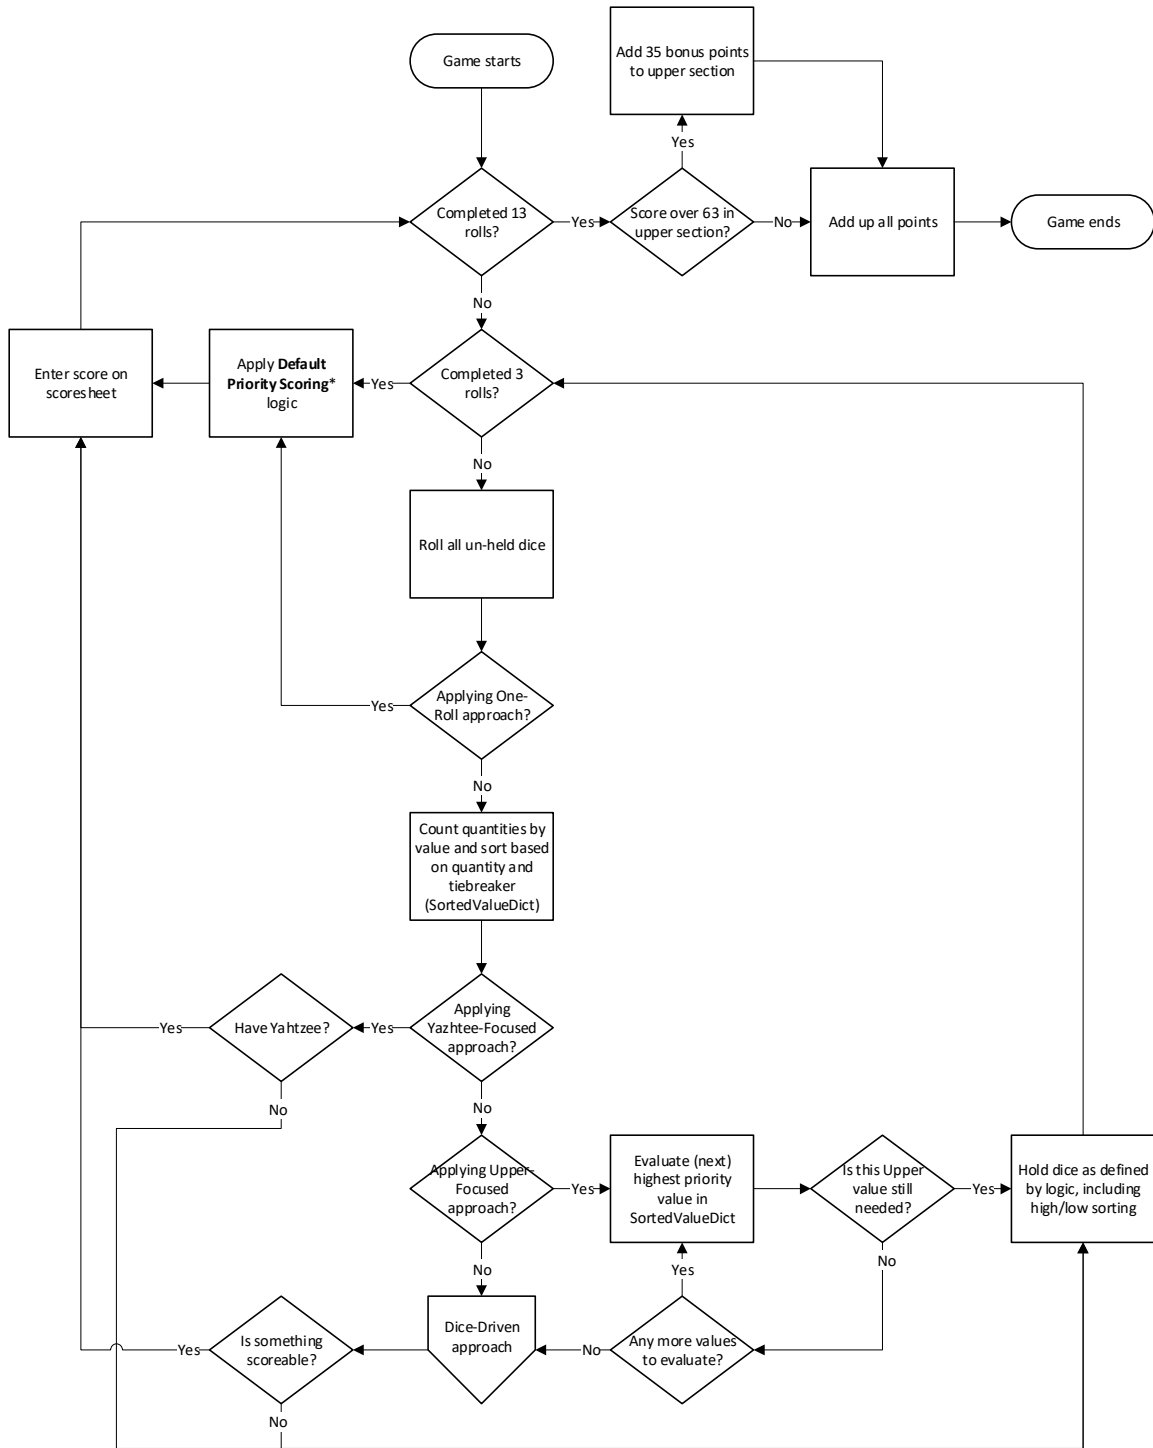 Game starts
Add 35 bonus points
to upper section
Yes
Completed 13
rolls?
Yes
Score over 63 in
upper section?
No
Add up all points
Game ends
No
Enter score on
scoresheet
Apply Default
Priority Scoring*
logic
Yes
Completed 3
rolls?
No
Roll all un-held dice
Yes
Applying One-
Roll approach?
No
Count quantities by
value and sort based
on quantity and
tiebreaker
(SortedValueDict)
Yes
Have Yahtzee?
Yes
Applying
Yazhtee-Focused
approach?
No
No
Applying Upper-
Focused
approach?
Yes
Evaluate (next)
highest priority
value in
SortedValueDict
Is this Upper
value still
needed?
Yes
Hold dice as defined
by logic, including
high/low sorting
No
Yes
No
Yes
Is something
scoreable?
Dice-Driven
approach
No
Any more values
to evaluate?
No